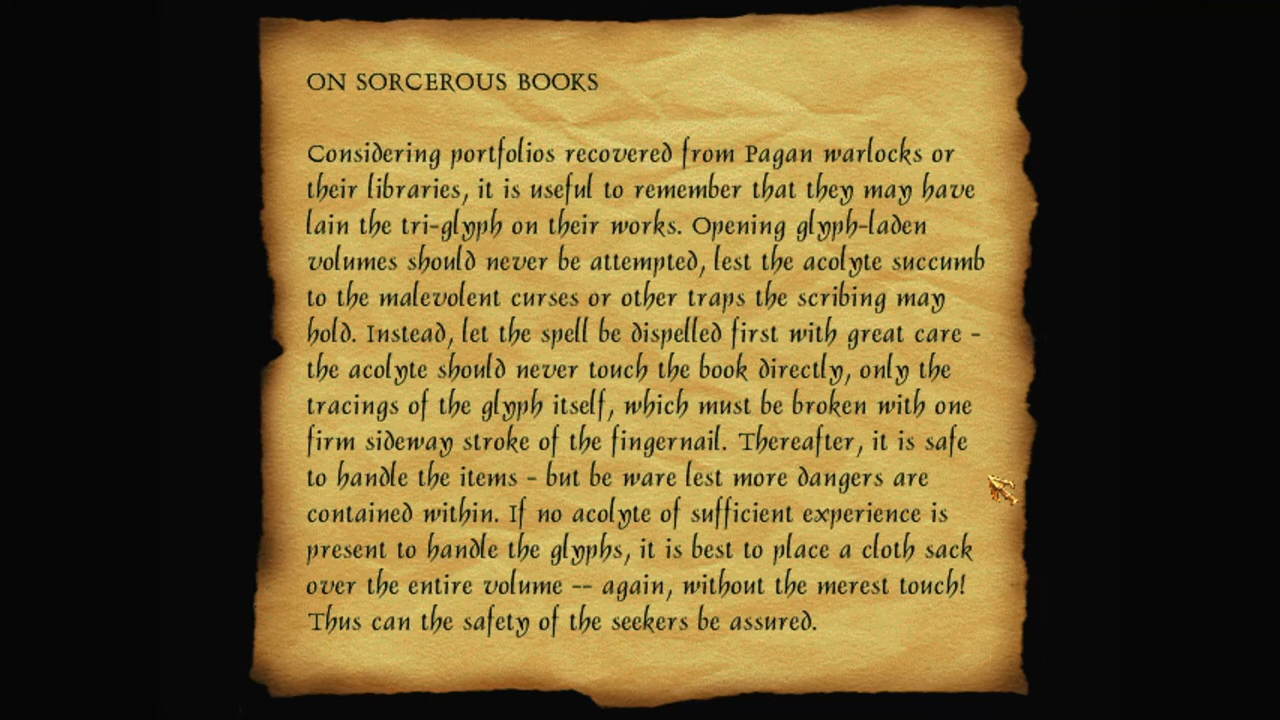 ON SORCEROUS BOOKS
Considering portfolios recovered from Pagan warlocks or
their libraries, it is useful to remember that they may have
lain the tri-glyph on their works. Opening glyph-laden
volumes should never be attempted, lest the acolyte succumb
to the malevolent curses or other traps the scribing may
hold. Instead, let the spell be dispelled first with great care -
the acolyte should never touch the book directly, only the
tracings of the glyph itself, which must be broken with one
firm sideway stroke of the fingernail. Thereafter, it is safe
to handle the items - but be ware lest more dangers are
contained within. If no acolyte of sufficient experience is
present to handle the glyphs, it is best to place a cloth sack
over the entire volume -- again, without the merest touch!
Thus can the safety of the seekers be assured.